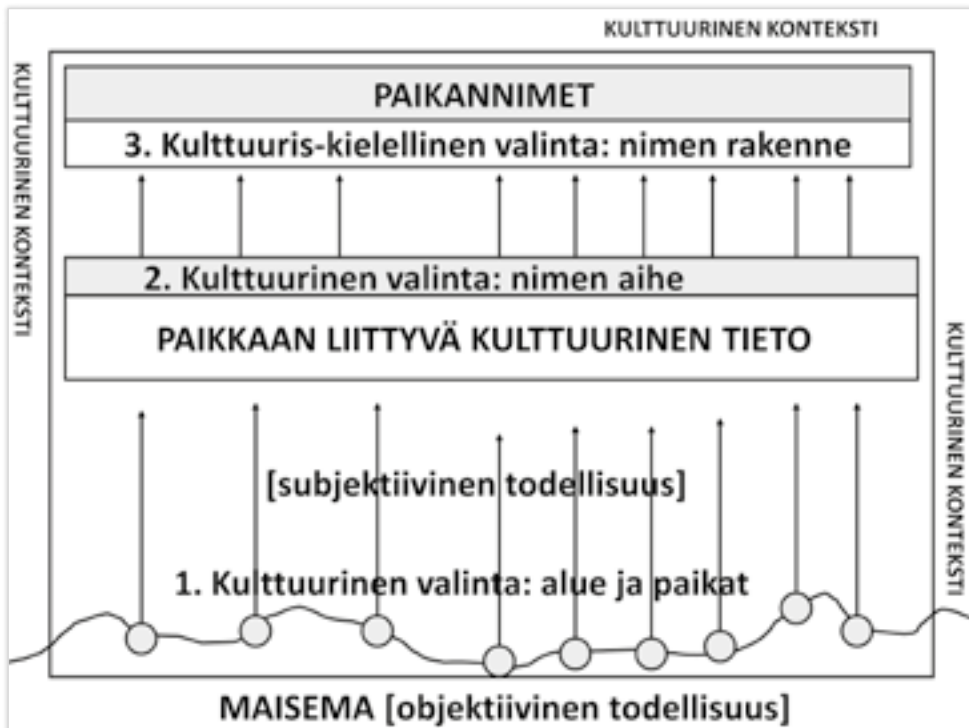 KULTTUURINEN KONTEKSTI
KULTTUURINEN KONTEKSTI
PAIKANNIMET
3. Kulttuuris-kielellinen valinta: nimen rakenne
2. Kulttuurinen valinta: nimen aihe
PAIKKAAN LIITTYVÄ KULTTUURINEN TIETO
KULTTUURINEN KONTEKSTI
[subjektiivinen todellisuus]
1. Kulttuurinen valinta: alue ja paikat
MAISEMA [objektiivinen todellisuus]